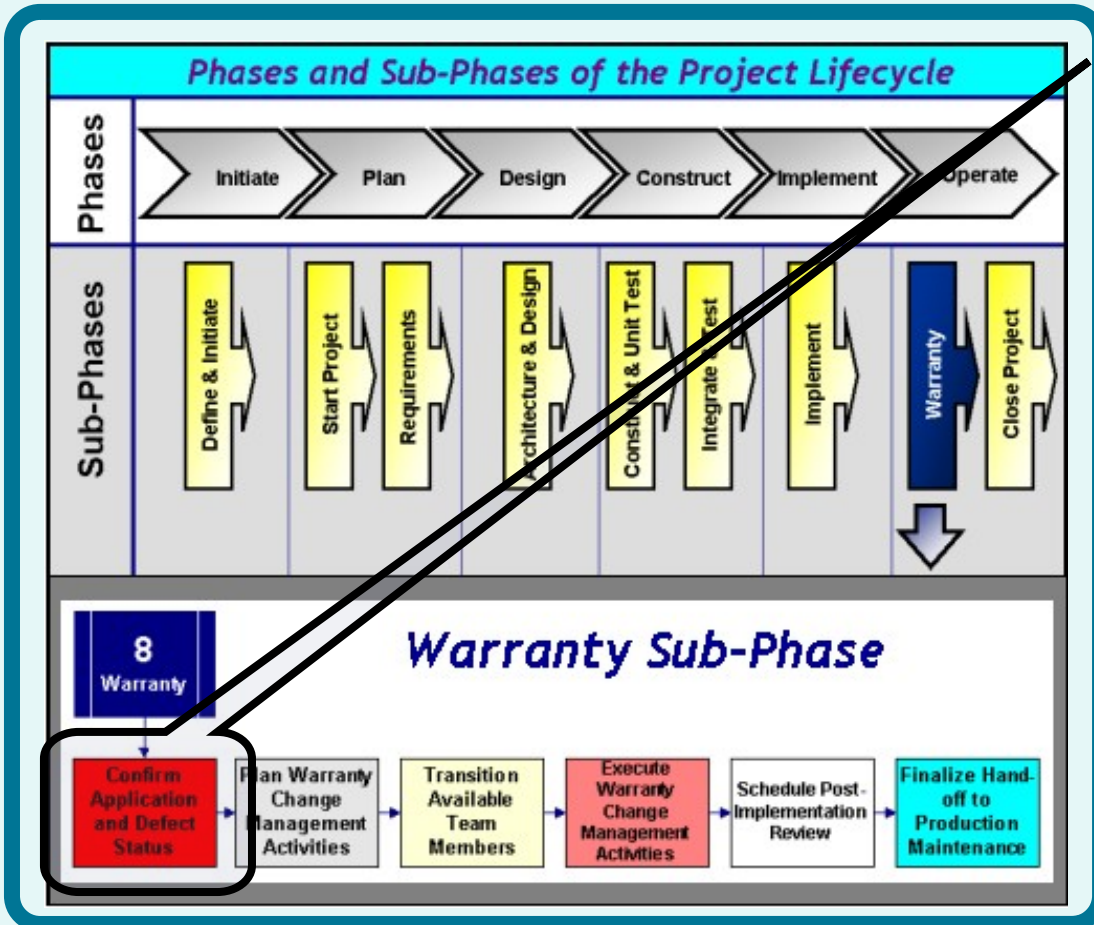 Phases and Sub-Phases of the Project Lifecycle
Phases
Initiate
Plan
Design
Construct
Implement
Operate
Sub-Phases
Define & Initiate
Start Project
Requirements
Architecture & Design
Construct & Unit Test
Integrate & Test
Implement
Warranty
Close Project
8
Warranty
Warranty Sub-Phase
Confirm
Application
and Defect
Status
Plan Warranty
Change
Management
Activities
Transition
Available
Team
Members
Execute
Warranty
Change
Management
Activities
Schedule Post-
Implementation
Review
Finalize Hand-
off to
Production
Maintenance